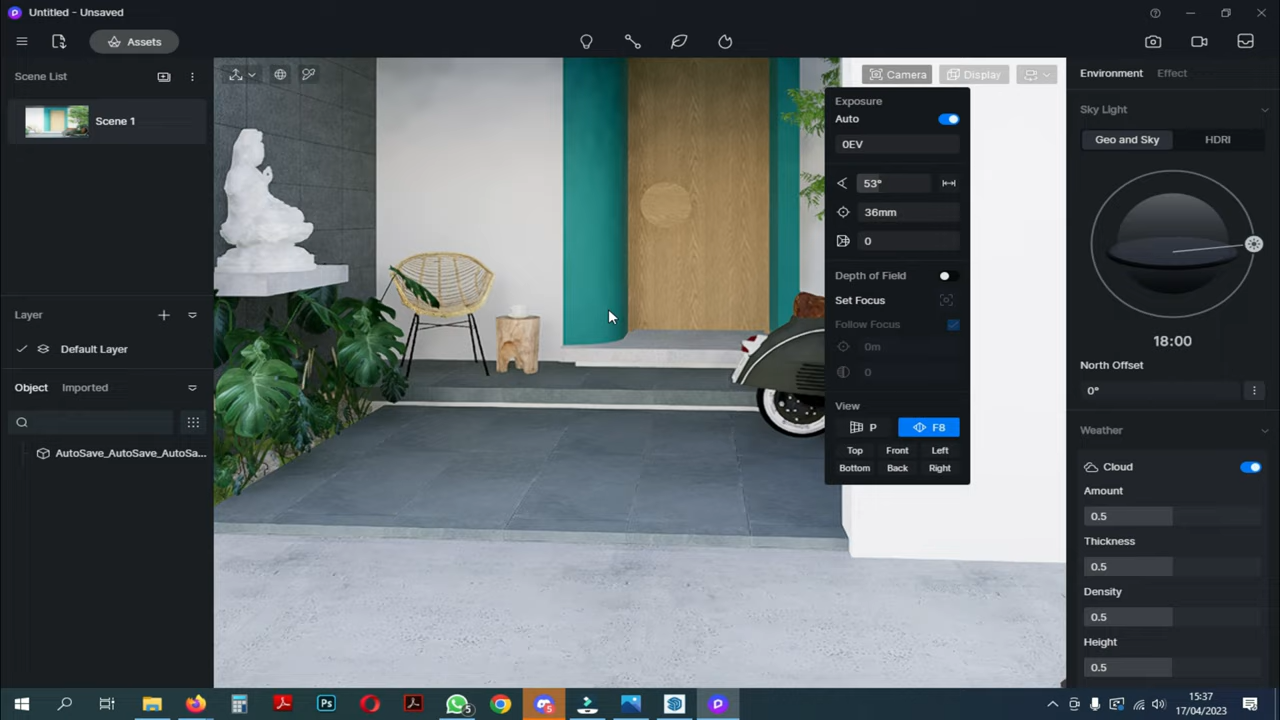 Untitled - Unsaved
Assets
Scene List
Scene 1
Layer
Default Layer
Object Imported
AutoSave_AutoSave_AutoSa...
Camera Display
Exposure
Auto
0EV
53°
36mm
0
Depth of Field
Set Focus
Follow Focus
0m
0
View
P F8
Top Front Left
Bottom Back Right
Environment Effect
Sky Light
Geo and Sky HDRI
18:00
North Offset
0°
Weather
Cloud
Amount
0.5
Thickness
0.5
Density
0.5
Height
0.5
Ps
5
5
15:37
17/04/2023